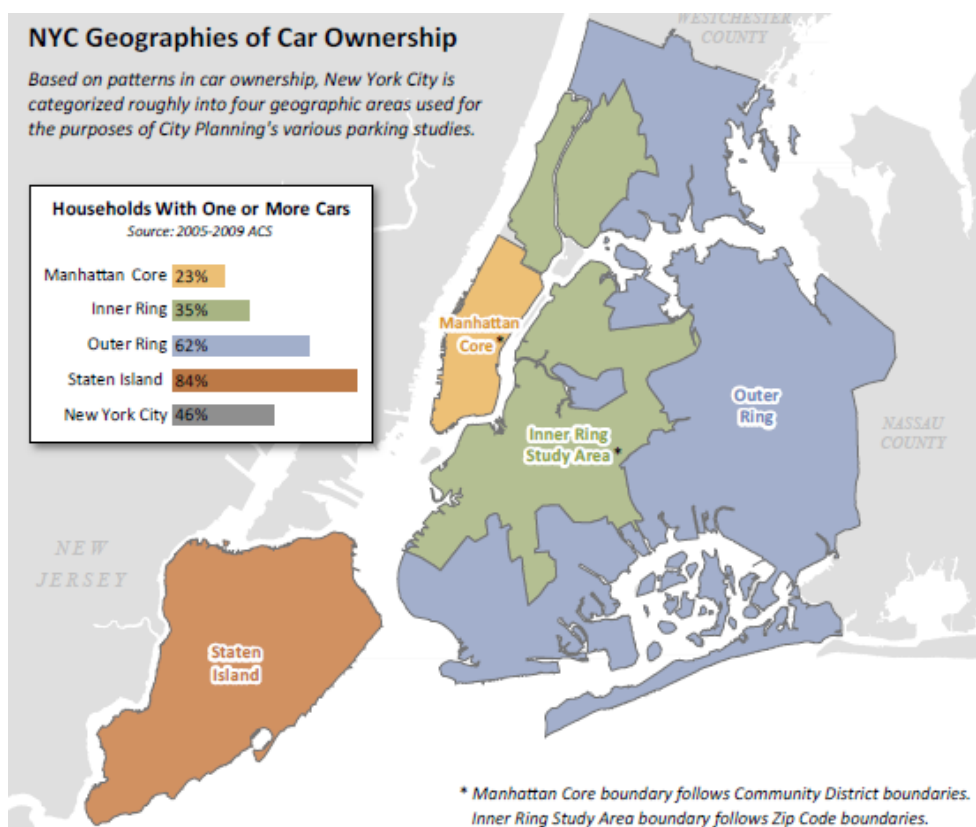 NYC Geographies of Car Ownership
Based on patterns in car ownership, New York City is
categorized roughly into four geographic areas used for
the purposes of City Planning's various parking studies.
WESTCHESTER
COUNTY
Households With One or More Cars
Source: 2005-2009 ACS
Manhattan Core 23%
Inner Ring 35%
Outer Ring 62%
Staten Island 84%
New York City 46%
Manhattan
Core *
Outer
Ring
Inner Ring
Study Area *
NASSAU
COUNTY
NEW
JERSEY
Staten
Island
* Manhattan Core boundary follows Community District boundaries.
Inner Ring Study Area boundary follows Zip Code boundaries.